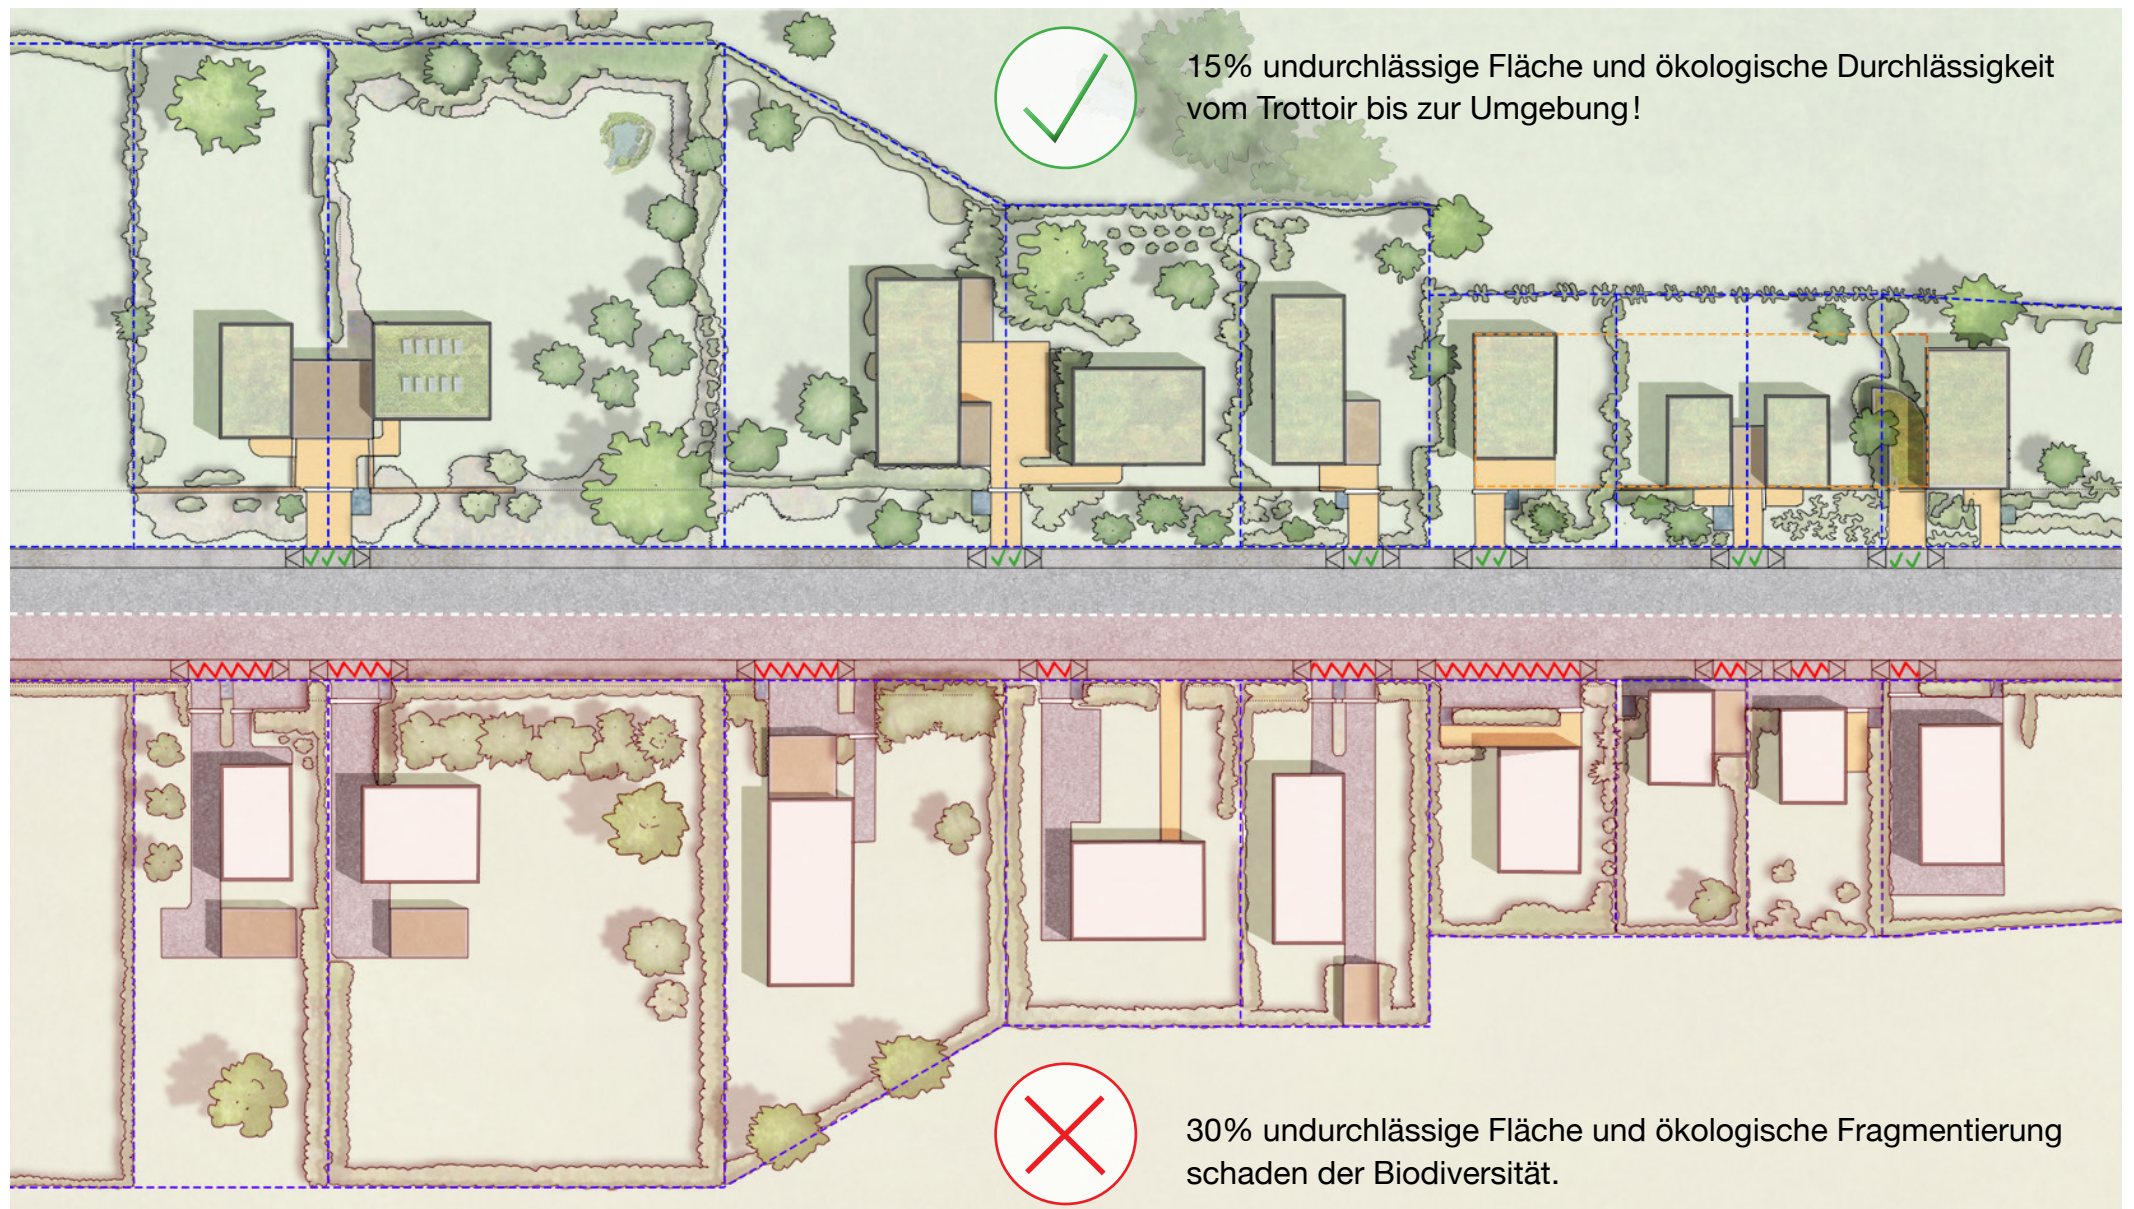 15% undurchlässige Fläche und ökologische Durchlässigkeit
vom Trottoir bis zur Umgebung!
30% undurchlässige Fläche und ökologische Fragmentierung
schaden der Biodiversität.